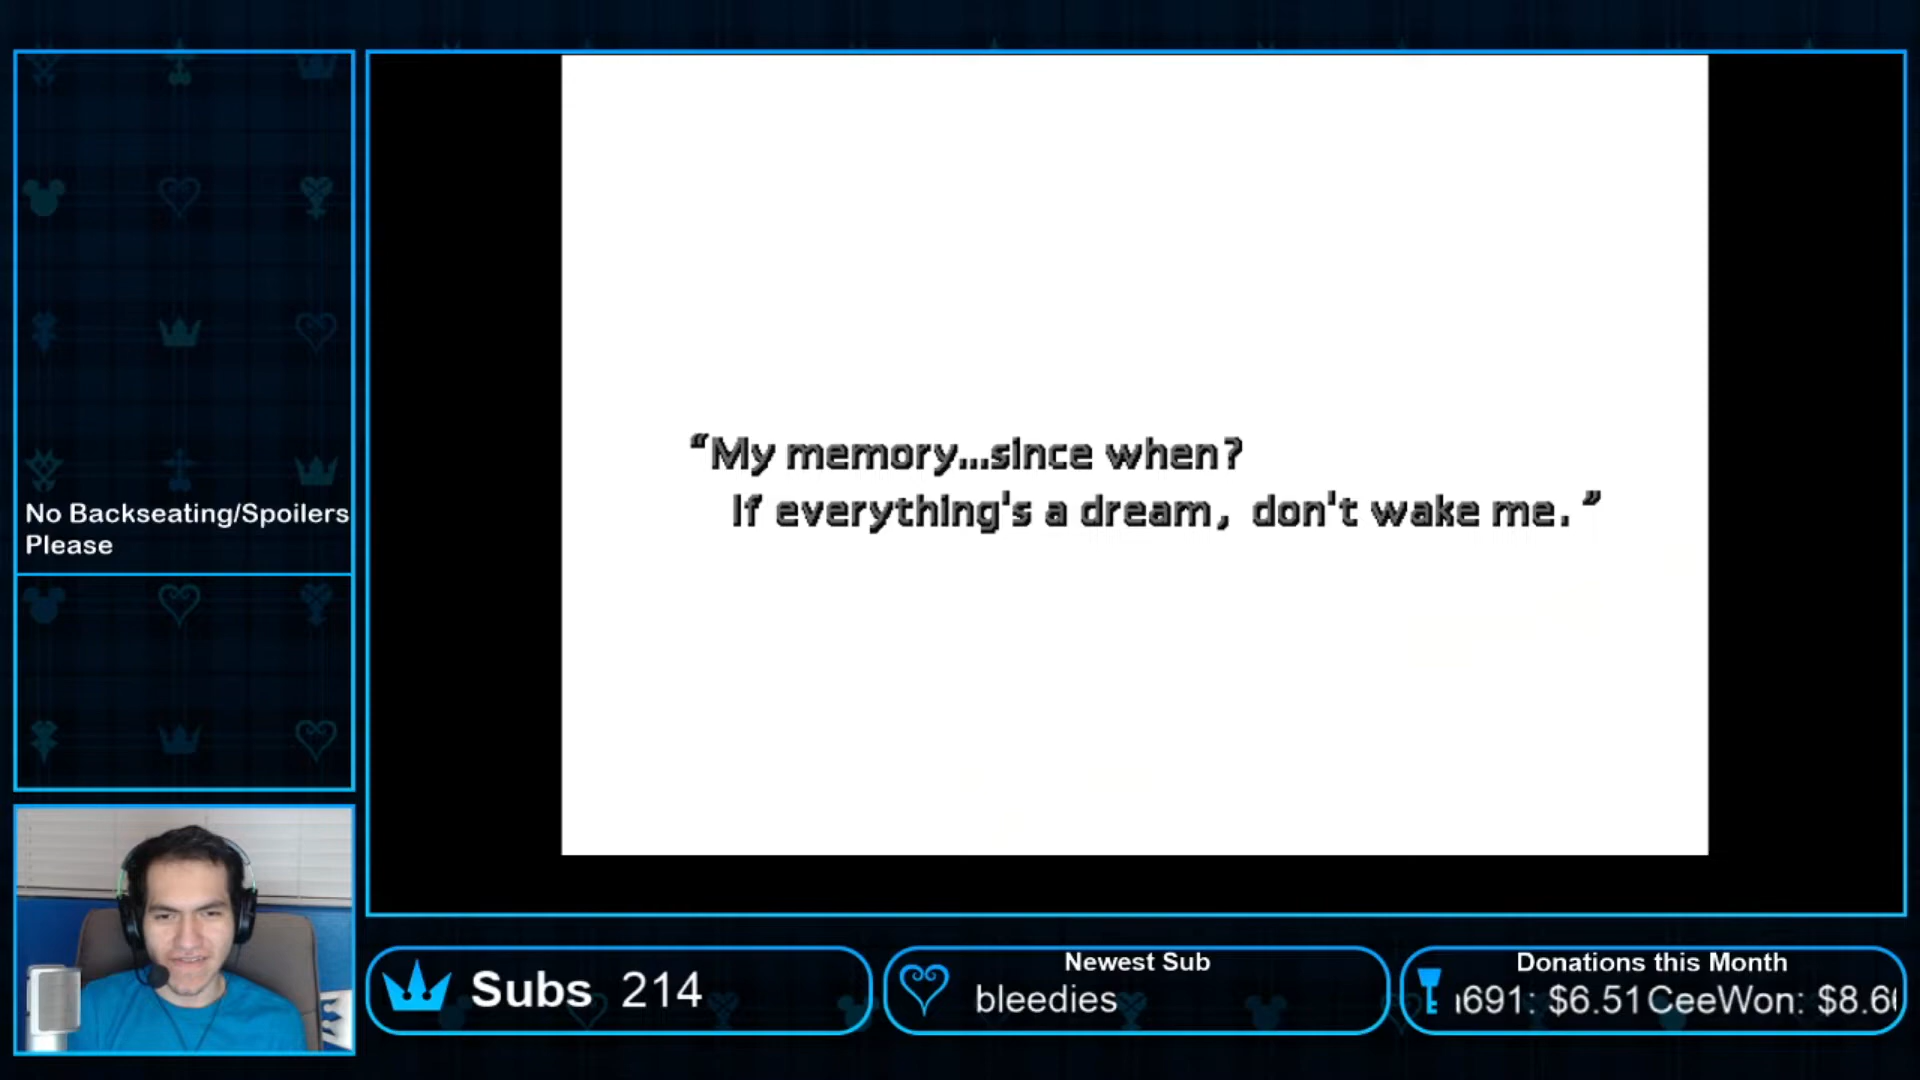 “My memory...since when?
If everything's a dream, don't wake me.”
No Backseating/Spoilers
Please
Subs 214
Newest Sub
bleedies
Donations this Month
691: $6.51 CeeWon: $8.6